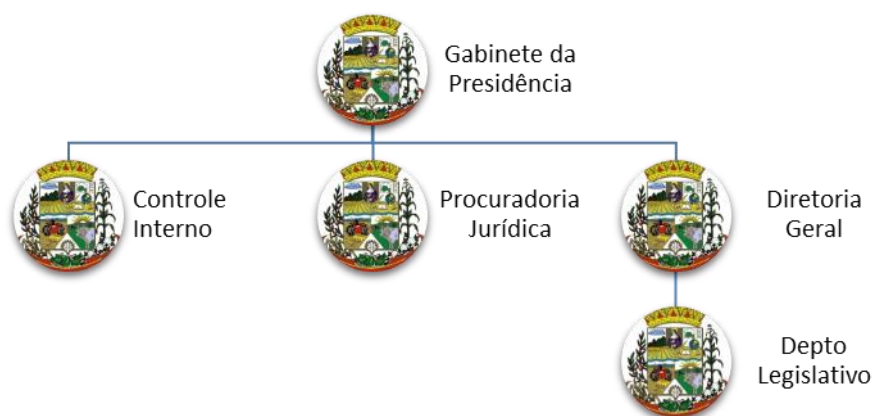 Gabinete da
Presidência
Controle
Interno
Procuradoria
Jurídica
Diretoria
Geral
Depto
Legislativo